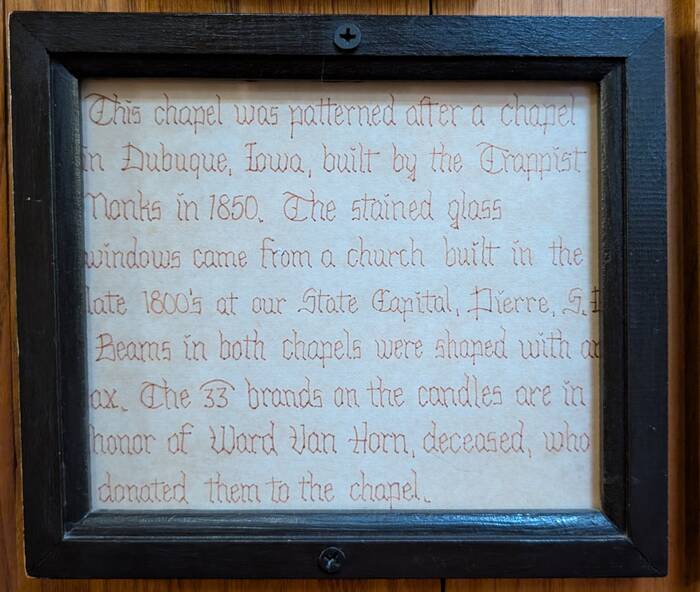 This chapel was patterned after a chapel
in Dubuque, Iowa, built by the Trappist
Monks in 1850. The stained glass
windows came from a church built in the
late 1800's at our State Capital, Pierre, S.D
Beams in both chapels were shaped with an
ax. The 33 brands on the candles are in
honor of Ward Van Horn, deceased, who
donated them to the chapel.